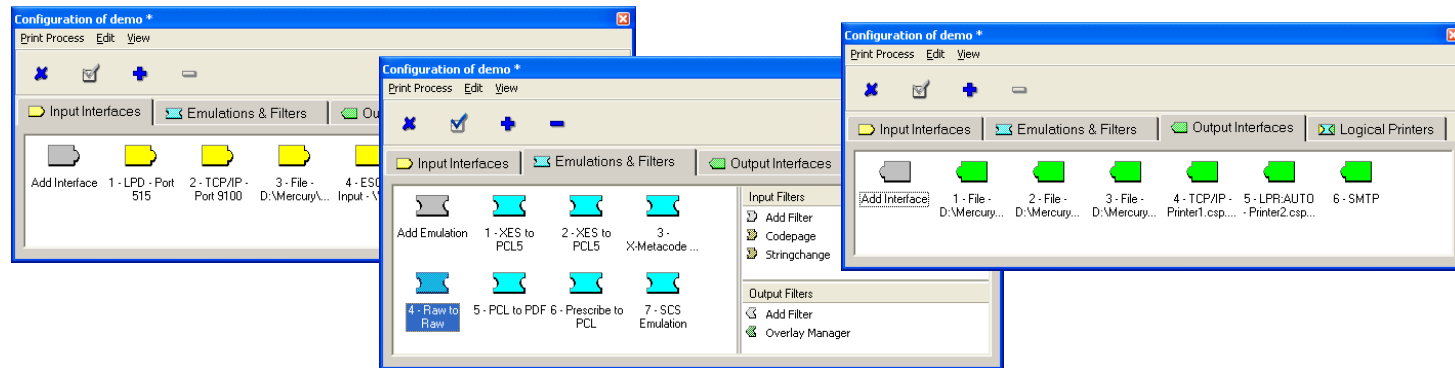 Configuration of demo *
Print Process Edit View
Input Interfaces
Emulations & Filters
Add Interface
1 - LPD - Port
515
2 - TCP/IP -
Port 9100
3 - File -
D:\Mercury\...
Configuration of demo *
Print Process Edit View
Input Interfaces
Emulations & Filters
Output Interfaces
Add Emulation
1 - XES to
PCL5
2 - XES to
PCL5
3 -
X-Metacode ...
4 - Raw to
Raw
5 - PCL to PDF
6 - Prescribe to
PCL
7 - SCS
Emulation
Input Filters
Add Filter
Codepage
Stringchange
Output Filters
Add Filter
Overlay Manager
Configuration of demo *
Print Process Edit View
Input Interfaces
Emulations & Filters
Output Interfaces
Logical Printers
Add Interface
1 - File -
D:\Mercury...
2 - File -
D:\Mercury...
3 - File -
D:\Mercury...
4 - TCP/IP -
Printer1.csp...
5 - LPR:AUTO
- Printer2.csp...
6 - SMTP